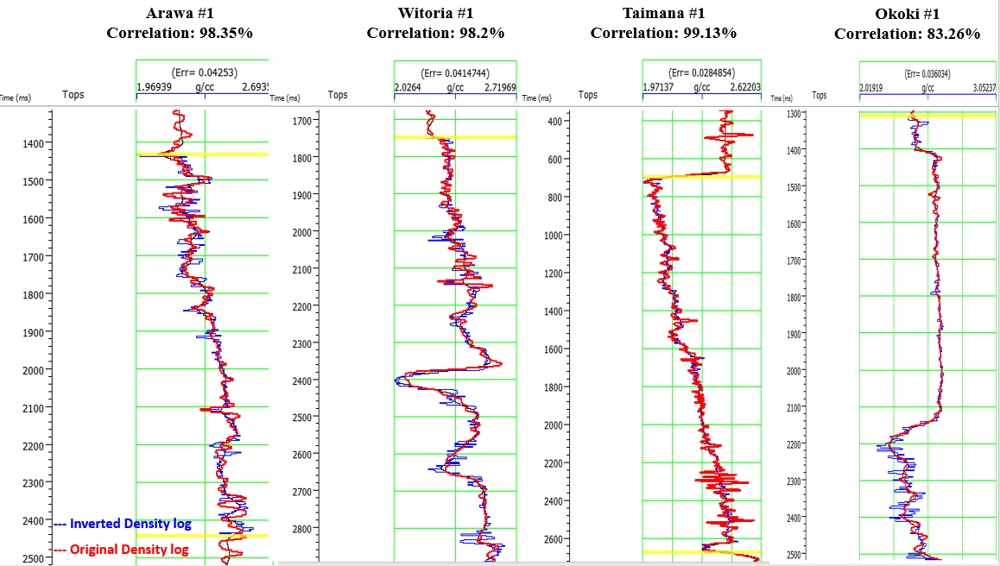 Arawa #1
Correlation: 98.35%
Witoria #1
Correlation: 98.2%
Taimana #1
Correlation: 99.13%
Okoki #1
Correlation: 83.26%
Time (ms)
Tops
(Err= 0.04253)
1.96939 g/cc 2.6935
1400
1500
1600
1700
1800
1900
2000
2100
2200
2300
2400
2500
--- Inverted Density log
--- Original Density log
Time (ms)
Tops
(Err= 0.0414744)
2.0264 g/cc 2.71969
1700
1800
1900
2000
2100
2200
2300
2400
2500
2600
2700
2800
Time (ms)
Tops
(Err= 0.0284854)
1.97137 g/cc 2.62203
400
600
800
1000
1200
1400
1600
1800
2000
2200
2400
2600
Time (ms)
Tops
(Err= 0.036034)
2.01919 g/cc 3.05237
1300
1400
1500
1600
1700
1800
1900
2000
2100
2200
2300
2400
2500